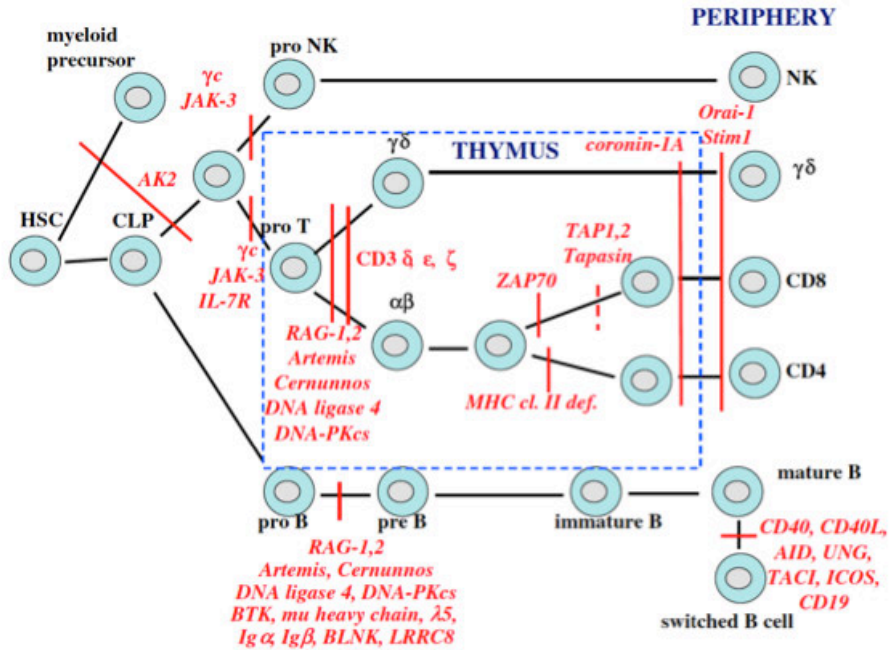 PERIPHERY
myeloid
precursor
pro NK
NK
γc
JAK-3
Orai-1
Stim1
γδ
THYMUS
coronin-1A
γδ
AK2
HSC
CLP
pro T
γc
JAK-3
IL-7R
CD3 δ, ε, ζ
TAP1,2
Tapasin
ZAP70
CD8
αβ
RAG-1,2
Artemis
Cernunnos
DNA ligase 4
DNA-PKcs
MHC cl. II def.
CD4
pro B
pre B
immature B
mature B
RAG-1,2
Artemis, Cernunnos
DNA ligase 4, DNA-PKcs
BTK, mu heavy chain, λ5,
Igα, Igβ, BLNK, LRRC8
CD40, CD40L,
AID, UNG,
TACI, ICOS,
CD19
switched B cell